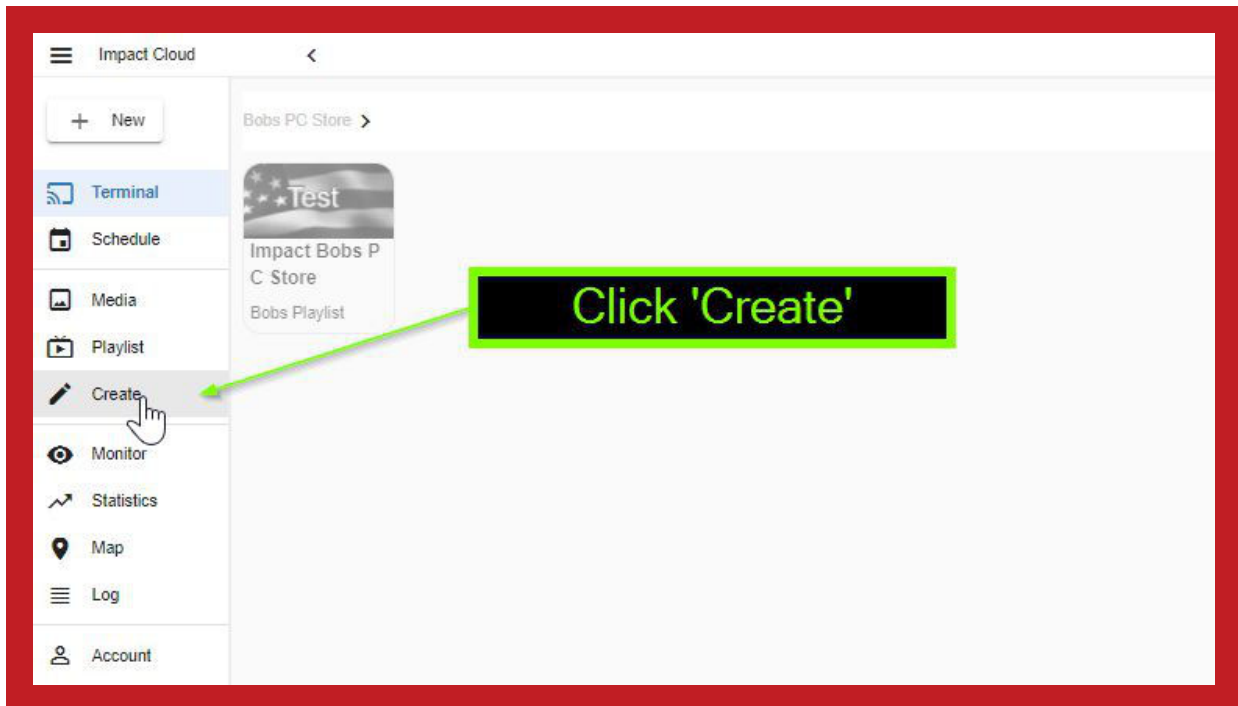 Impact Cloud
New
Bobs PC Store
Terminal
Test
Schedule
Impact Bobs P
C Store
Bobs Playlist
Click 'Create'
Media
Playlist
Create
Monitor
Statistics
Map
Log
Account